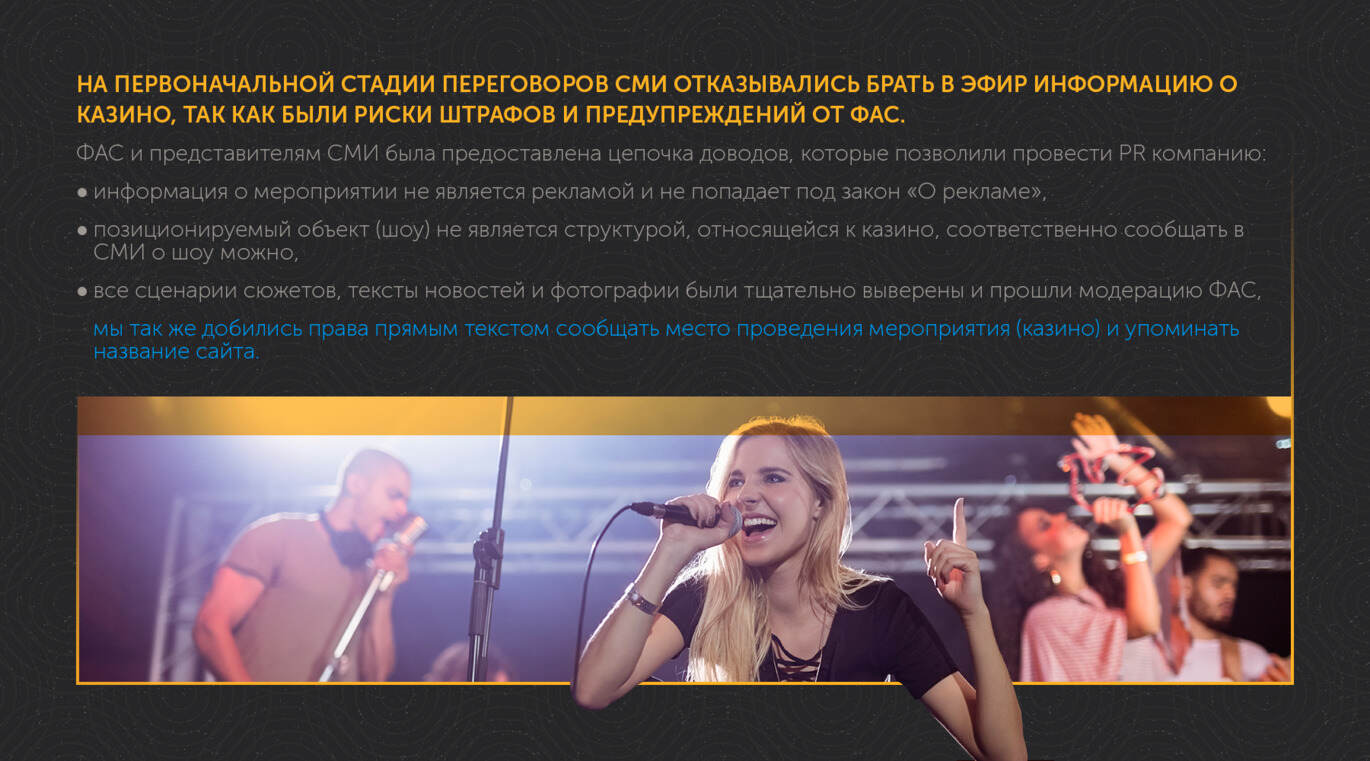 НА ПЕРВОНАЧАЛЬНОЙ СТАДИИ ПЕРЕГОВОРОВ СМИ ОТКАЗЫВАЛИСЬ БРАТЬ В ЭФИР ИНФОРМАЦИЮ О
КАЗИНО, ТАК КАК БЫЛИ РИСКИ ШТРАФОВ И ПРЕДУПРЕЖДЕНИЙ ОТ ФАС.
ФАС и представителям СМИ была предоставлена цепочка доводов, которые позволили провести PR компанию:
● информация о мероприятии не является рекламой и не попадает под закон «О рекламе»,
● позиционируемый объект (шоу) не является структурой, относящейся к казино, соответственно сообщать в
СМИ о шоу можно,
● все сценарии сюжетов, тексты новостей и фотографии были тщательно выверены и прошли модерацию ФАС,
мы так же добились права прямым текстом сообщать место проведения мероприятия (казино) и упоминать
название сайта.